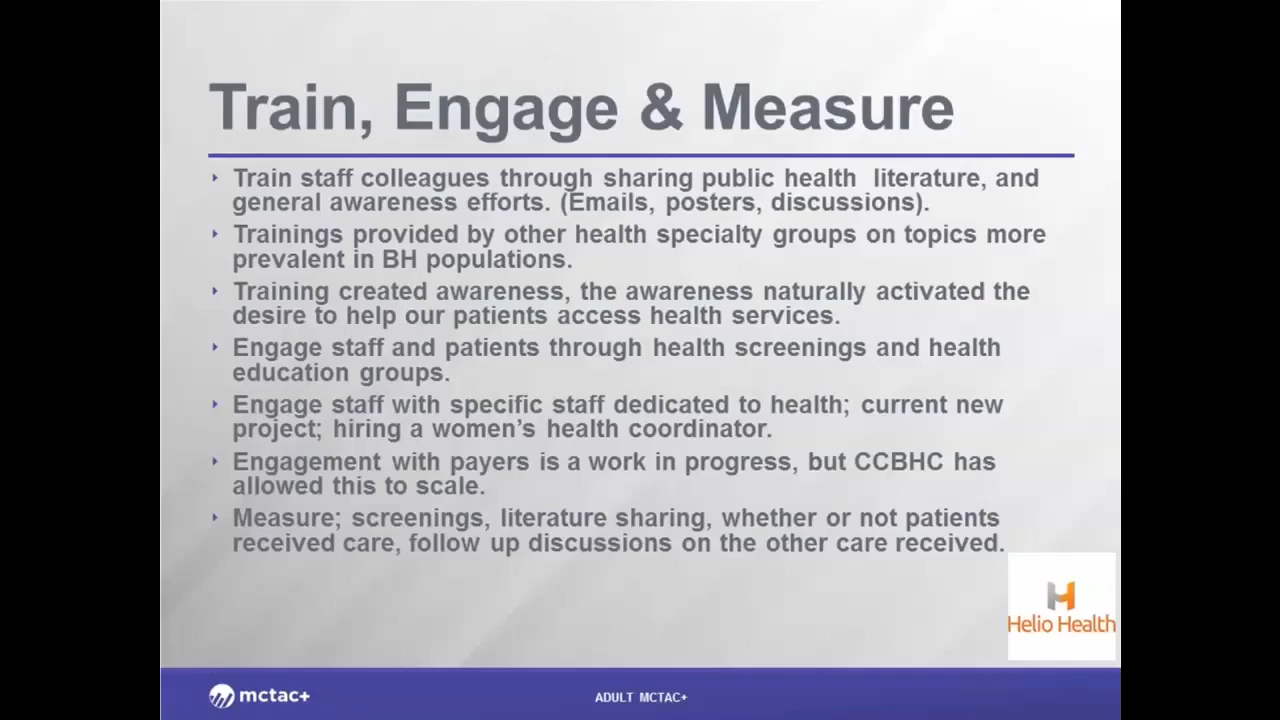 Train, Engage & Measure
Train staff colleagues through sharing public health literature, and
general awareness efforts. (Emails, posters, discussions).
Trainings provided by other health specialty groups on topics more
prevalent in BH populations.
Training created awareness, the awareness naturally activated the
desire to help our patients access health services.
Engage staff and patients through health screenings and health
education groups.
Engage staff with specific staff dedicated to health; current new
project; hiring a women’s health coordinator.
Engagement with payers is a work in progress, but CCBHC has
allowed this to scale.
Measure; screenings, literature sharing, whether or not patients
received care, follow up discussions on the other care received.
Helio Health
mctac+
ADULT MCTAC+